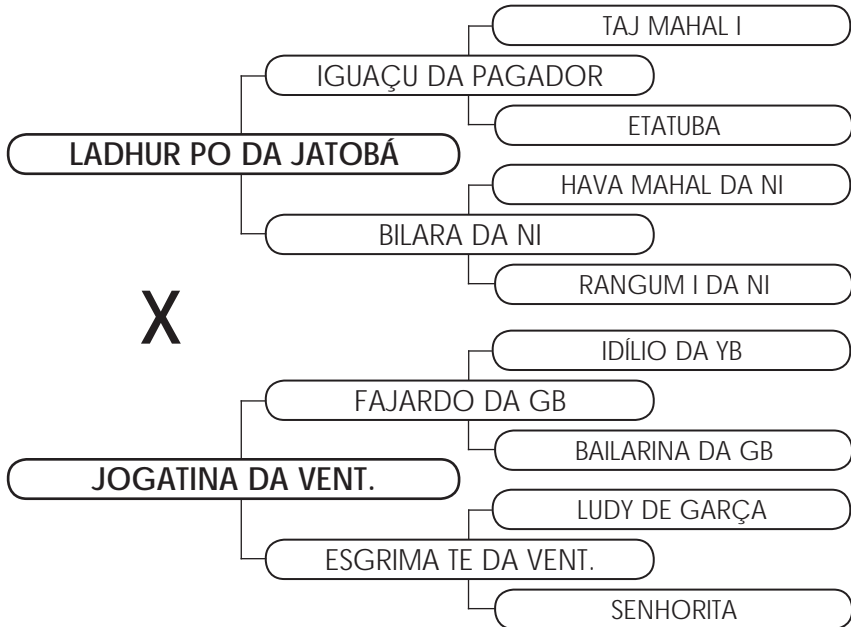 TAJ MAHAL I
IGUAÇU DA PAGADOR
ETATUBA
LADHUR PO DA JATOBÁ
HAVA MAHAL DA NI
BILARA DA NI
RANGUM I DA NI
X
IDÍLIO DA YB
FAJARDO DA GB
BAILARINA DA GB
JOGATINA DA VENT.
LUDY DE GARÇA
ESGRIMA TE DA VENT.
SENHORITA